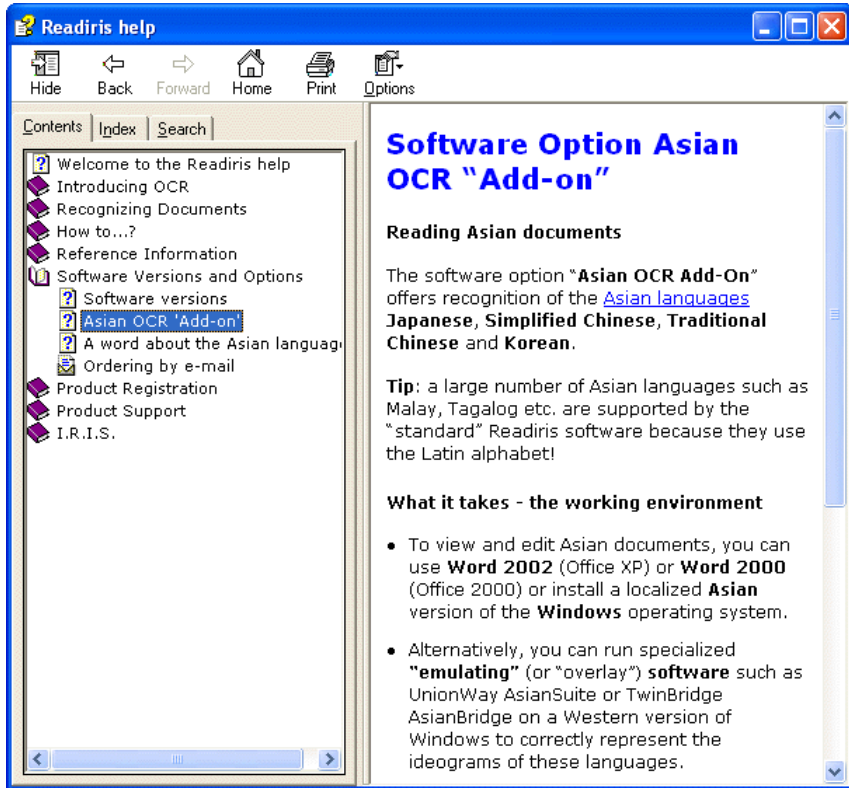 Readiris help
Hide Back Forward Home Print Options
Contents Index Search
Welcome to the Readiris help
Introducing OCR
Recognizing Documents
How to...?
Reference Information
Software Versions and Options
Software versions
Asian OCR 'Add-on'
A word about the Asian languag
Ordering by e-mail
Product Registration
Product Support
I.R.I.S.
Software Option Asian
OCR “Add-on”
Reading Asian documents
The software option “Asian OCR Add-On”
offers recognition of the Asian languages
Japanese, Simplified Chinese, Traditional
Chinese and Korean.
Tip: a large number of Asian languages such as
Malay, Tagalog etc. are supported by the
“standard” Readiris software because they use
the Latin alphabet!
What it takes - the working environment
• To view and edit Asian documents, you can
use Word 2002 (Office XP) or Word 2000
(Office 2000) or install a localized Asian
version of the Windows operating system.
• Alternatively, you can run specialized
“emulating” (or “overlay”) software such as
UnionWay AsianSuite or TwinBridge
AsianBridge on a Western version of
Windows to correctly represent the
ideograms of these languages.